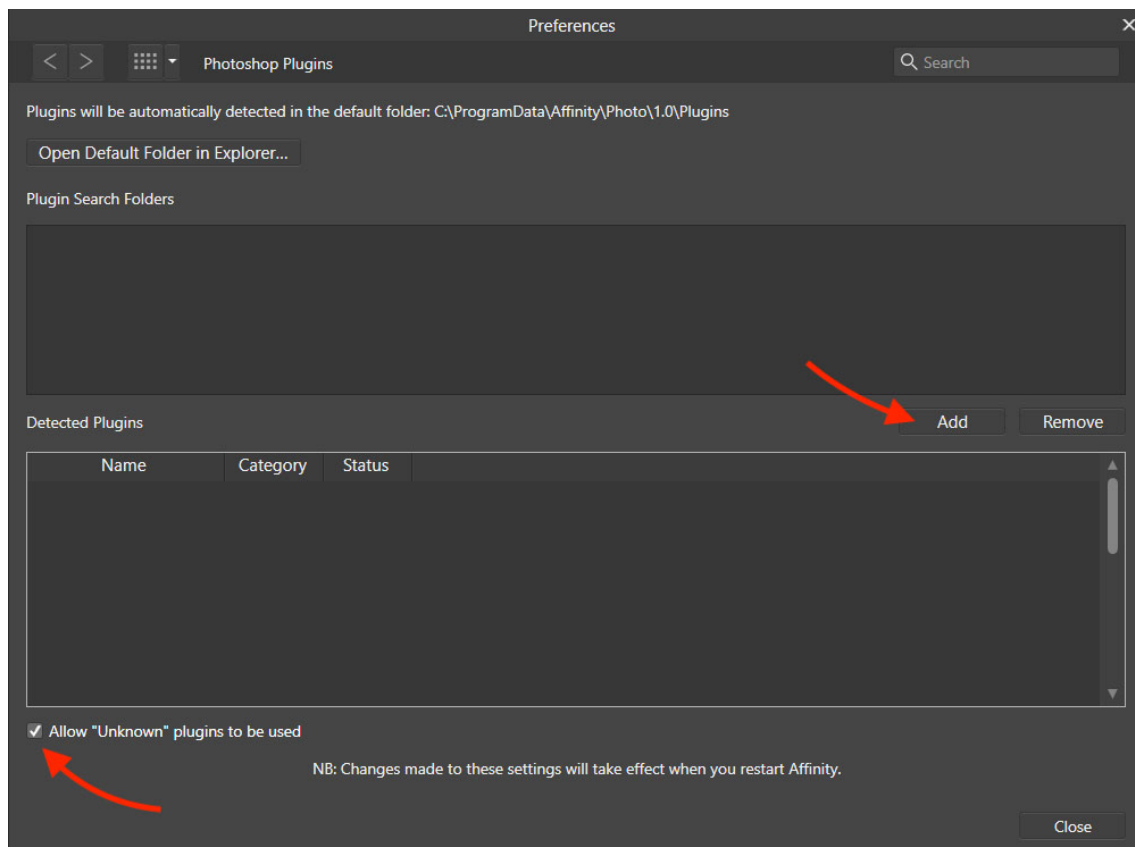 Preferences
Photoshop Plugins
Search
Plugins will be automatically detected in the default folder: C:\ProgramData\Affinity\Photo\1.0\Plugins
Open Default Folder in Explorer...
Plugin Search Folders
Detected Plugins
Add
Remove
Name
Category
Status
Allow "Unknown" plugins to be used
NB: Changes made to these settings will take effect when you restart Affinity.
Close